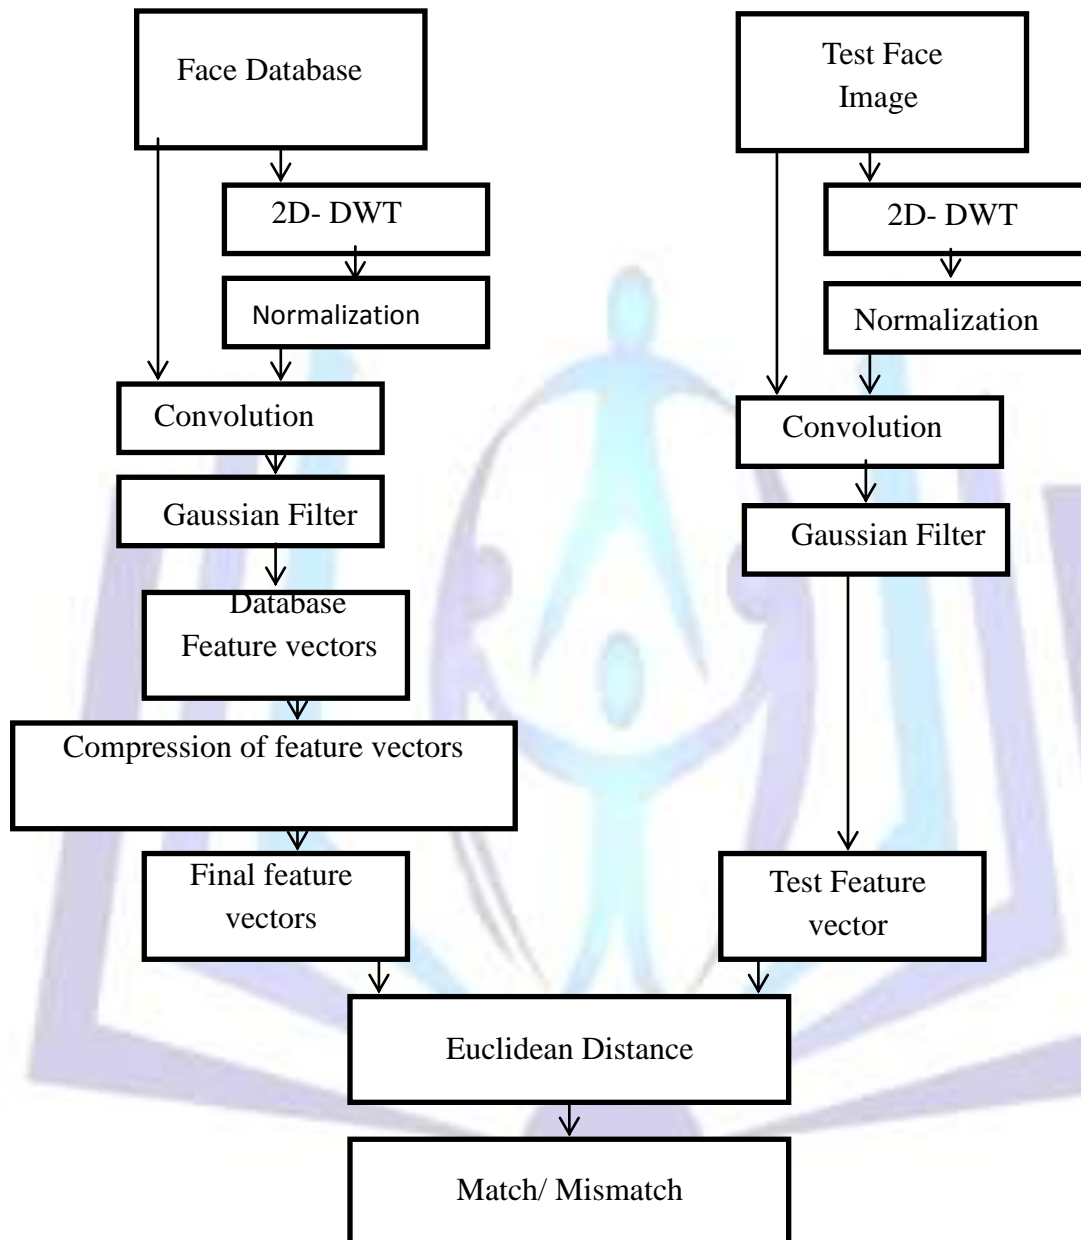 Face Database
2D- DWT
Normalization
Convolution
Gaussian Filter
Database
Feature vectors
Compression of feature vectors
Final feature
vectors
Test Face
Image
2D- DWT
Normalization
Convolution
Gaussian Filter
Test Feature
vector
Euclidean Distance
Match/ Mismatch